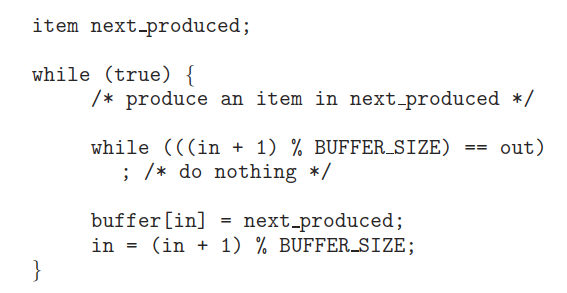 item next_produced;
while (true) {
/* produce an item in next_produced */
while (((in + 1) % BUFFER_SIZE) == out)
; /* do nothing */
buffer[in] = next_produced;
in = (in + 1) % BUFFER_SIZE;
}